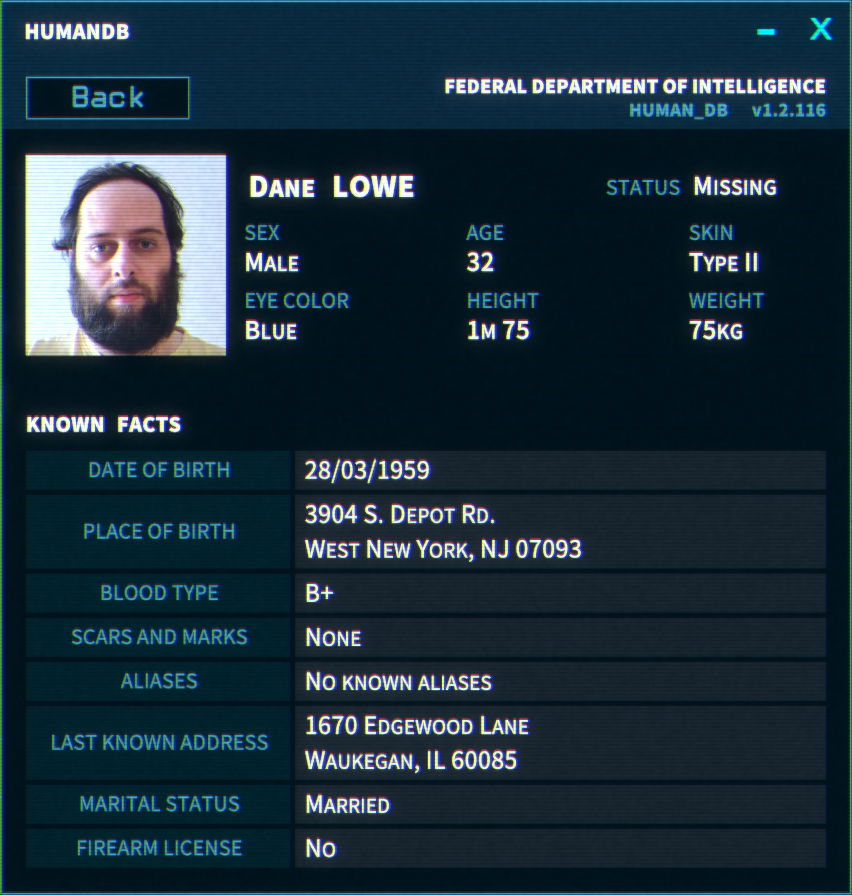 HUMANDB
– X
Back
FEDERAL DEPARTMENT OF INTELLIGENCE
HUMAN_DB v1.2.116
DANE LOWE
STATUS MISSING
SEX AGE SKIN
MALE 32 TYPE II
EYE COLOR HEIGHT WEIGHT
BLUE 1M 75 75KG
KNOWN FACTS
DATE OF BIRTH 28/03/1959
PLACE OF BIRTH
3904 S. DEPOT RD.
WEST NEW YORK, NJ 07093
BLOOD TYPE B+
SCARS AND MARKS NONE
ALIASES NO KNOWN ALIASES
LAST KNOWN ADDRESS
1670 EDGEWOOD LANE
WAUKEGAN, IL 60085
MARITAL STATUS MARRIED
FIREARM LICENSE NO